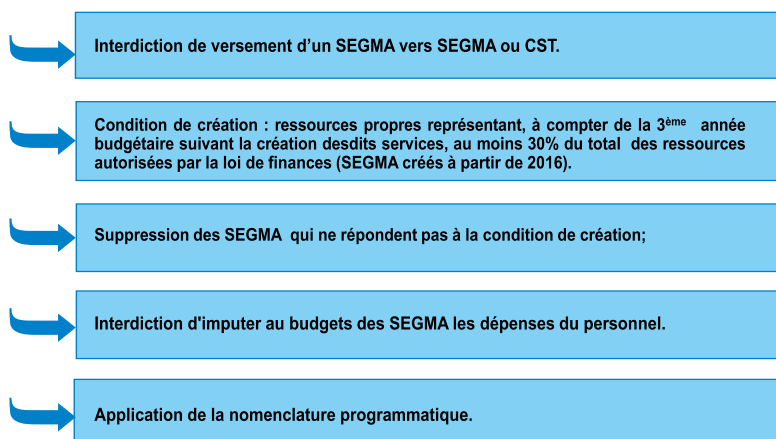 Interdiction de versement d’un SEGMA vers SEGMA ou CST.
Condition de création : ressources propres représentant, à compter de la 3ème année
budgétaire suivant la création desdits services, au moins 30% du total des ressources
autorisées par la loi de finances (SEGMA créés à partir de 2016).
Suppression des SEGMA qui ne répondent pas à la condition de création;
Interdiction d'imputer au budgets des SEGMA les dépenses du personnel.
Application de la nomenclature programmatique.